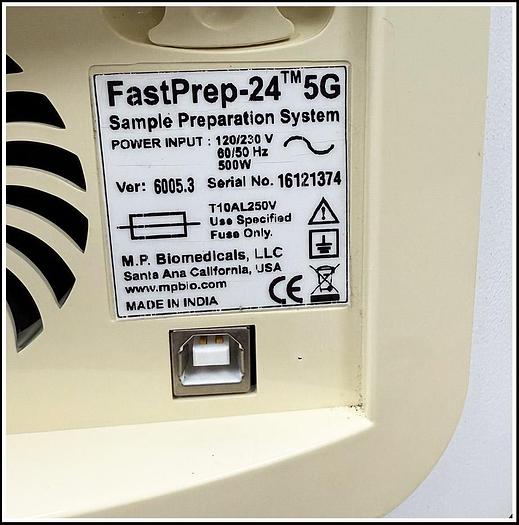 FastPrep-24™ 5G
Sample Preparation System
POWER INPUT : 120/230 V
60/50 Hz
500W
Ver: 6005.3 Serial No. 16121374
T10AL250V
Use Specified
Fuse Only.
M.P. Biomedicals, LLC
Santa Ana California, USA
www.mpbio.com
MADE IN INDIA
CE